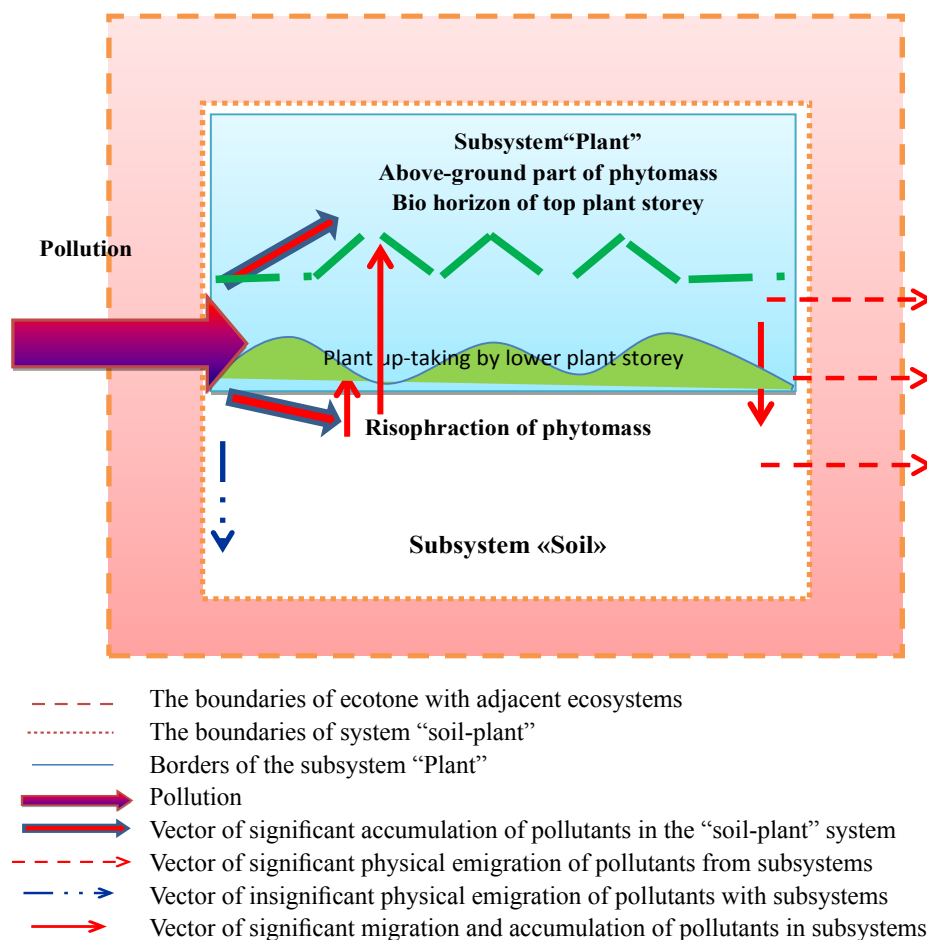 Subsystem“Plant”
Above-ground part of phytomass
Bio horizon of top plant storey
Pollution
Plant up-taking by lower plant storey
Risophraction of phytomass
Subsystem «Soil»
The boundaries of ecotone with adjacent ecosystems
The boundaries of system “soil-plant”
Borders of the subsystem “Plant”
Pollution
Vector of significant accumulation of pollutants in the “soil-plant” system
Vector of significant physical emigration of pollutants from subsystems
Vector of insignificant physical emigration of pollutants with subsystems
Vector of significant migration and accumulation of pollutants in subsystems